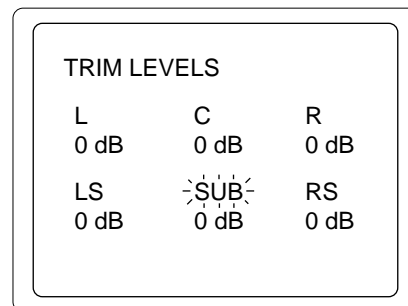 TRIM LEVELS
L C R
0 dB 0 dB 0 dB
LS SUB RS
0 dB 0 dB 0 dB